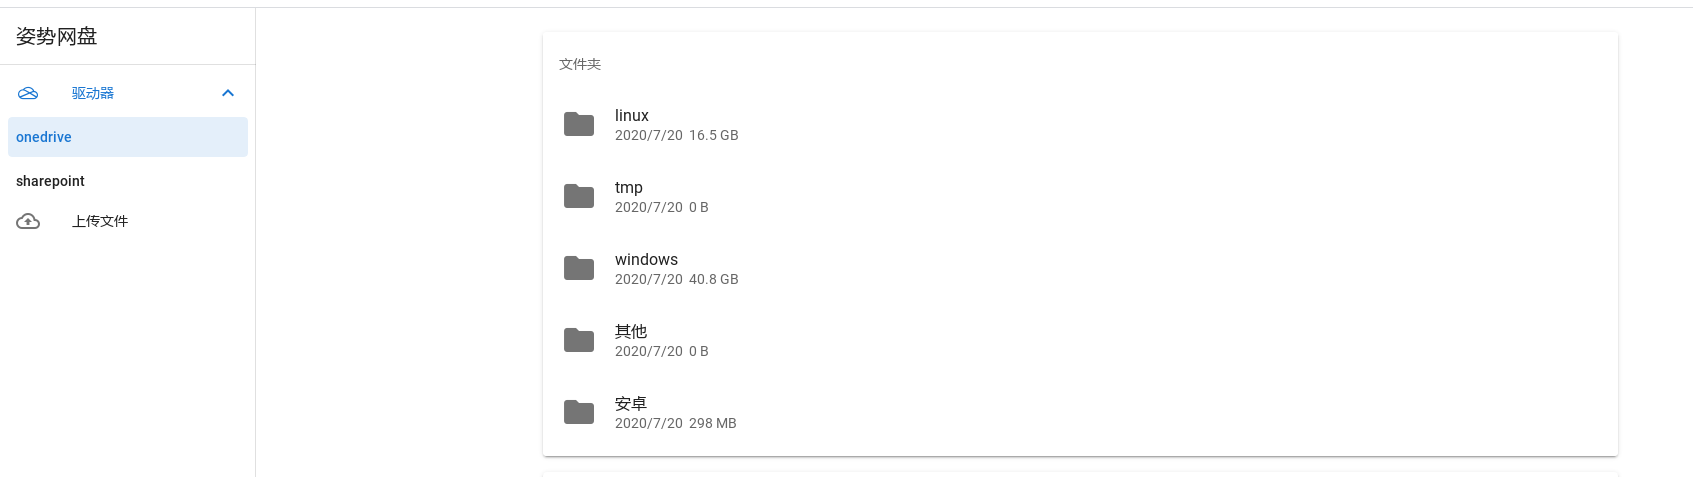 姿势网盘
驱动器
onedrive
sharepoint
上传文件
文件夹
linux
2020/7/20 16.5 GB
tmp
2020/7/20 0 B
windows
2020/7/20 40.8 GB
其他
2020/7/20 0 B
安卓
2020/7/20 298 MB